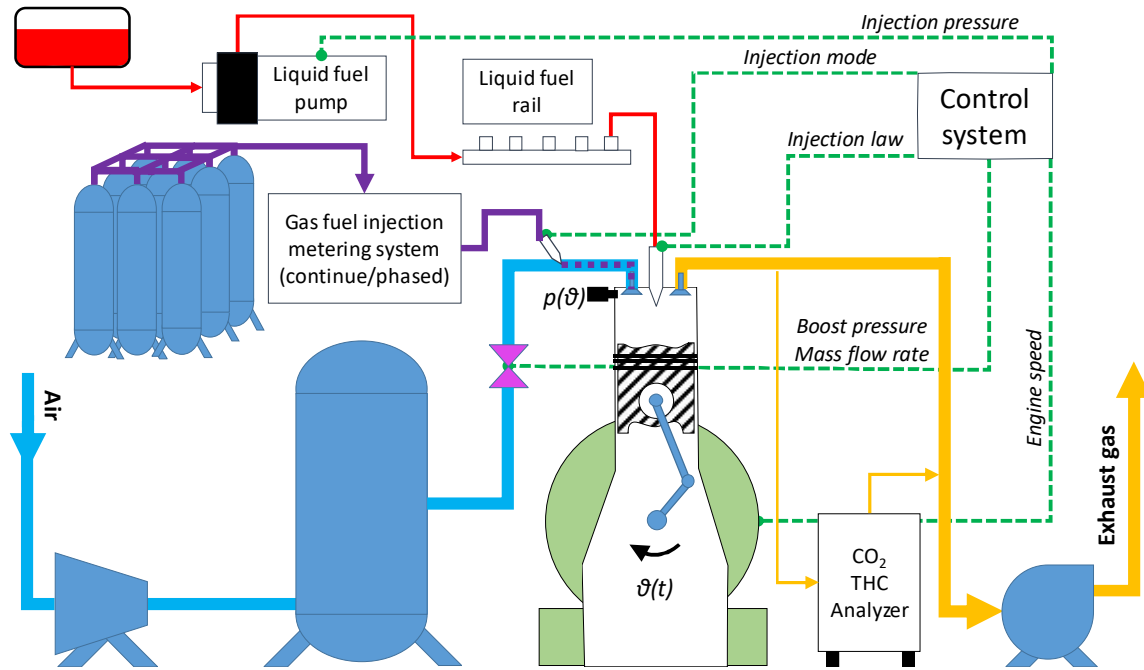 Injection pressure
Injection mode
Liquid fuel
pump
Liquid fuel
rail
Control
system
Injection law
Gas fuel injection
metering system
(continue/phased)
p(ϑ)
Boost pressure
Mass flow rate
Engine speed
Air
Exhaust gas
CO₂
THC
Analyzer
ϑ(t)